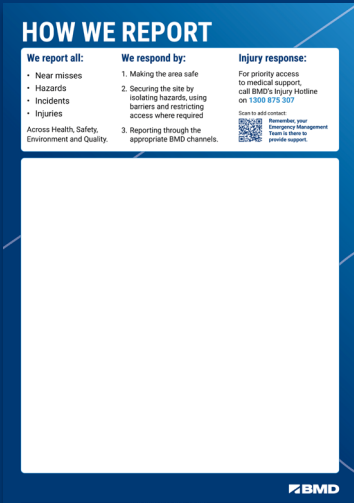 HOW WE REPORT
We report all:
• Near misses
• Hazards
• Incidents
• Injuries
Across Health, Safety,
Environment and Quality.
We respond by:
1. Making the area safe
2. Securing the site by
isolating hazards, using
barriers and restricting
access where required
3. Reporting through the
appropriate BMD channels.
Injury response:
For priority access
to medical support,
call BMD's Injury Hotline
on 1300 875 307
Scan to add contact:
Remember, your
Emergency Management
Team is there to
provide support.
BMD